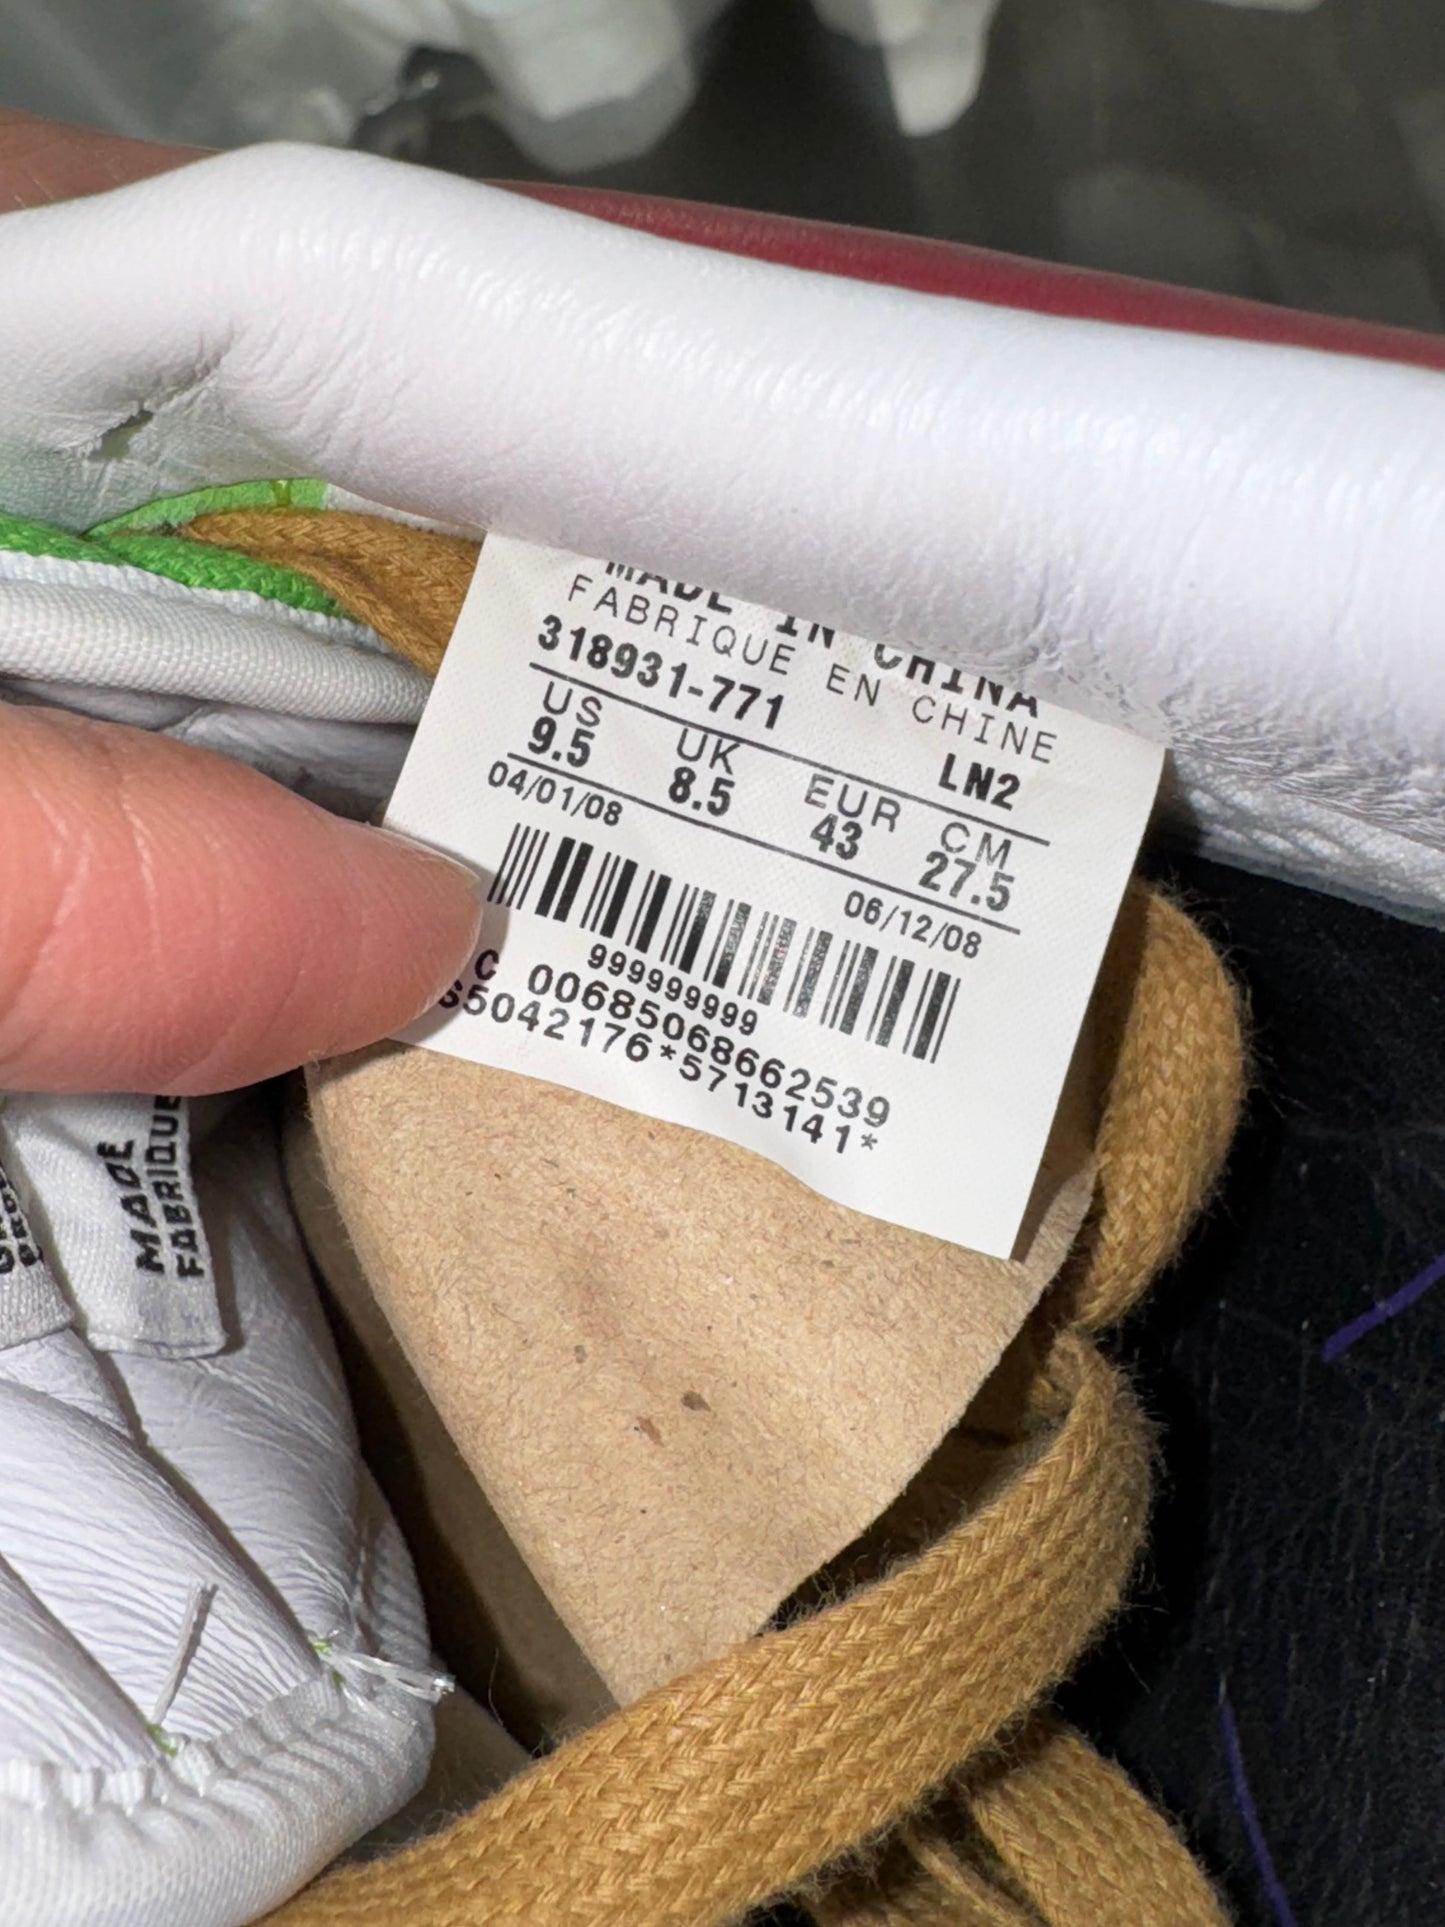 MADE IN CHINA
FABRIQUE EN CHINE
318931-771 LN2
US UK EUR CM
9.5 8.5 43 27.5
04/01/08 06/12/08
999999999
C 00685068662539
S5042176*5713141*
MADE
FABRIQUE